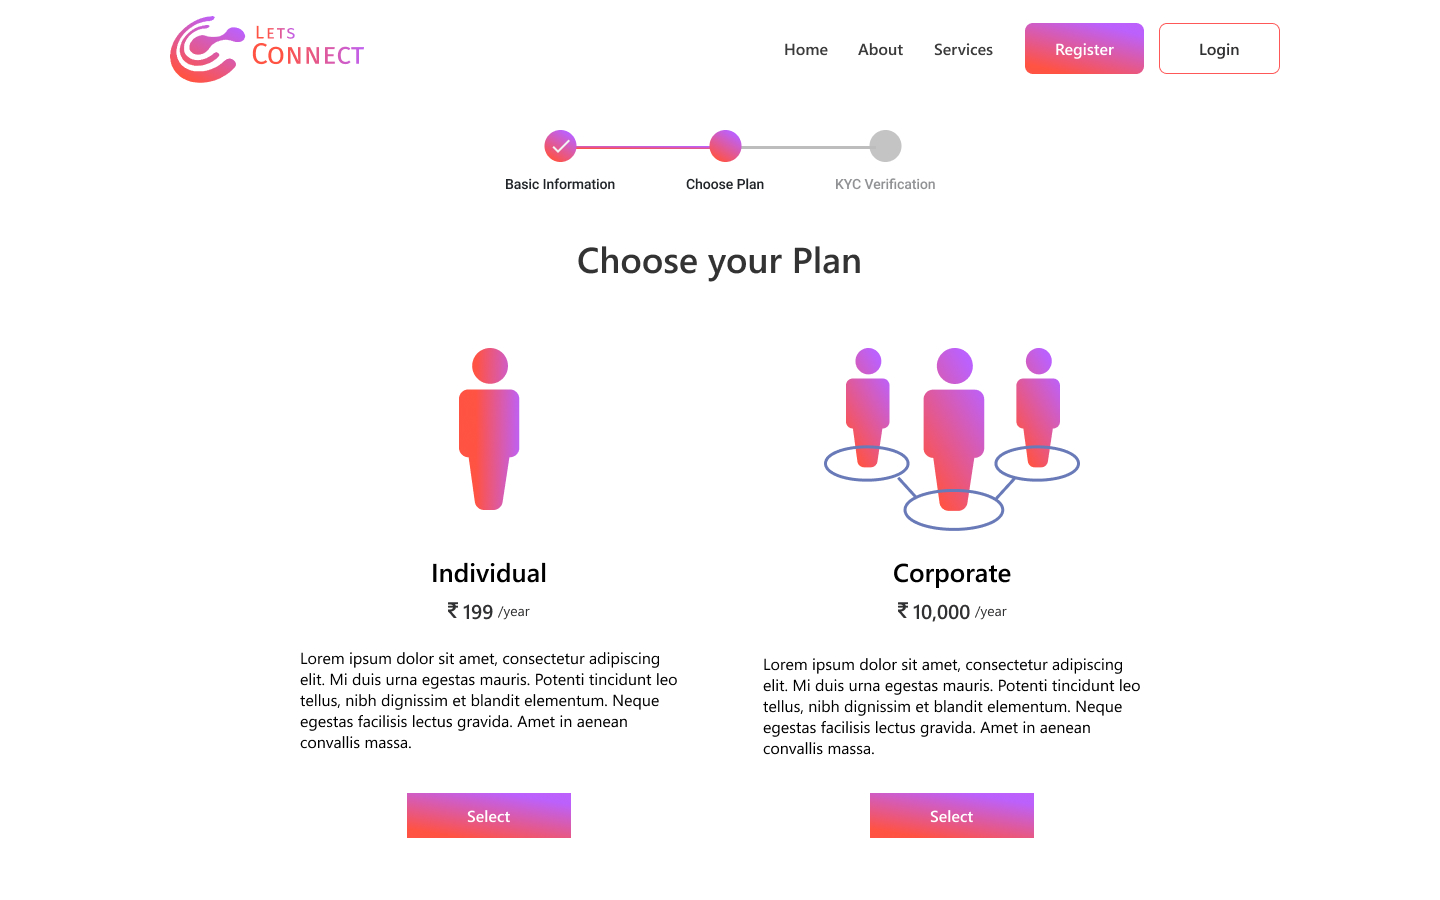 LETS
CONNECT
Home About Services Register Login
Basic Information Choose Plan KYC Verification
Choose your Plan
Individual
₹ 199 /year
Lorem ipsum dolor sit amet, consectetur adipiscing
elit. Mi duis urna egestas mauris. Potenti tincidunt leo
tellus, nibh dignissim et blandit elementum. Neque
egestas facilisis lectus gravida. Amet in aenean
convallis massa.
Select
Corporate
₹ 10,000 /year
Lorem ipsum dolor sit amet, consectetur adipiscing
elit. Mi duis urna egestas mauris. Potenti tincidunt leo
tellus, nibh dignissim et blandit elementum. Neque
egestas facilisis lectus gravida. Amet in aenean
convallis massa.
Select